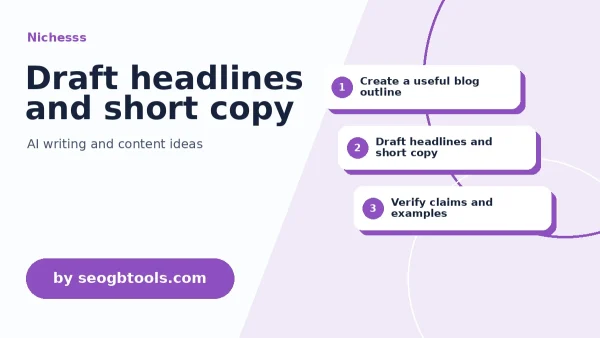 Nichesss
Draft headlines
and short copy
AI writing and content ideas
by seogbtools.com
1
Create a useful blog
outline
2
Draft headlines and
short copy
3
Verify claims and
examples